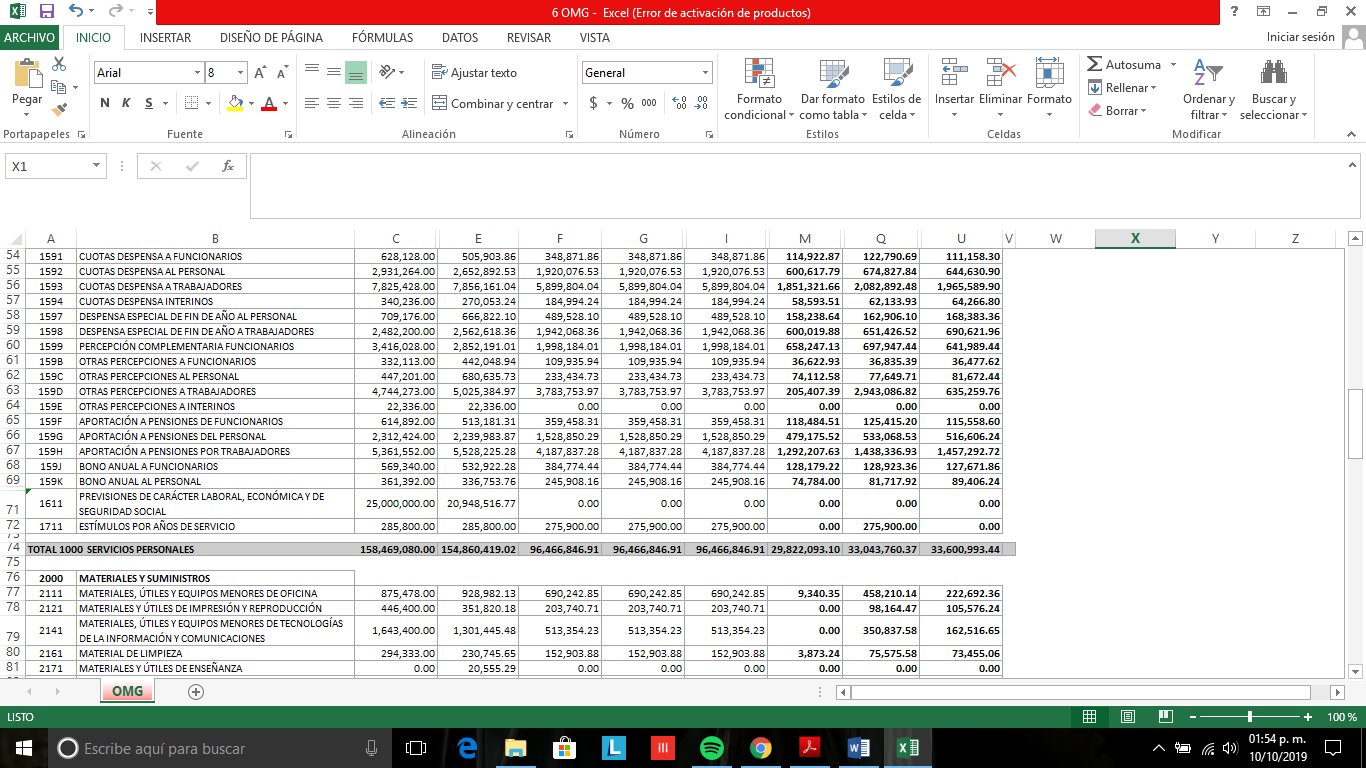 6 OMG - Excel (Error de activación de productos)
ARCHIVO INICIO INSERTAR DISEÑO DE PÁGINA FÓRMULAS DATOS REVISAR VISTA Iniciar sesión
Pegar
Arial 8
N K S
Ajustar texto
Combinar y centrar
General
$ % 000
Formato condicional
Dar formato como tabla
Estilos de celda
Insertar Eliminar Formato
Autosuma
Rellenar
Borrar
Ordenar y filtrar
Buscar y seleccionar
Portapapeles Fuente Alineación Número Estilos Celdas Modificar
X1 fx
A B C E F G I M Q U V W X Y Z
54 1591 CUOTAS DESPENSA A FUNCIONARIOS 628,128.00 505,903.86 348,871.86 348,871.86 348,871.86 114,922.87 122,790.69 111,158.30
55 1592 CUOTAS DESPENSA AL PERSONAL 2,931,264.00 2,652,892.53 1,920,076.53 1,920,076.53 1,920,076.53 600,617.79 674,827.84 644,630.90
56 1593 CUOTAS DESPENSA A TRABAJADORES 7,825,428.00 7,856,161.04 5,899,804.04 5,899,804.04 5,899,804.04 1,851,321.66 2,082,892.48 1,965,589.90
57 1594 CUOTAS DESPENSA INTERINOS 340,236.00 270,053.24 184,994.24 184,994.24 184,994.24 58,593.51 62,133.93 64,266.80
58 1597 DESPENSA ESPECIAL DE FIN DE AÑO AL PERSONAL 709,176.00 666,822.10 489,528.10 489,528.10 489,528.10 158,238.64 162,906.10 168,383.36
59 1598 DESPENSA ESPECIAL DE FIN DE AÑO A TRABAJADORES 2,482,200.00 2,562,618.36 1,942,068.36 1,942,068.36 1,942,068.36 600,019.88 651,426.52 690,621.96
60 1599 PERCEPCIÓN COMPLEMENTARIA FUNCIONARIOS 3,416,028.00 2,852,191.01 1,998,184.01 1,998,184.01 1,998,184.01 658,247.13 697,947.44 641,989.44
61 159B OTRAS PERCEPCIONES A FUNCIONARIOS 332,113.00 442,048.94 109,935.94 109,935.94 109,935.94 36,622.93 36,835.39 36,477.62
62 159C OTRAS PERCEPCIONES AL PERSONAL 447,201.00 680,635.73 233,434.73 233,434.73 233,434.73 74,112.58 77,649.71 81,672.44
63 159D OTRAS PERCEPCIONES A TRABAJADORES 4,744,273.00 5,025,384.97 3,783,753.97 3,783,753.97 3,783,753.97 205,407.39 2,943,086.82 635,259.76
64 159E OTRAS PERCEPCIONES A INTERINOS 22,336.00 22,336.00 0.00 0.00 0.00 0.00 0.00 0.00
65 159F APORTACIÓN A PENSIONES DE FUNCIONARIOS 614,892.00 513,181.31 359,458.31 359,458.31 359,458.31 118,484.51 125,415.20 115,558.60
66 159G APORTACIÓN A PENSIONES DEL PERSONAL 2,312,424.00 2,239,983.87 1,528,850.29 1,528,850.29 1,528,850.29 479,175.52 533,068.53 516,606.24
67 159H APORTACIÓN A PENSIONES POR TRABAJADORES 5,361,552.00 5,528,225.28 4,187,837.28 4,187,837.28 4,187,837.28 1,292,207.63 1,438,336.93 1,457,292.72
68 159J BONO ANUAL A FUNCIONARIOS 569,340.00 532,922.28 384,774.44 384,774.44 384,774.44 128,179.22 128,923.36 127,671.86
69 159K BONO ANUAL AL PERSONAL 361,392.00 336,753.76 245,908.16 245,908.16 245,908.16 74,784.00 81,717.92 89,406.24
PREVISIONES DE CARÁCTER LABORAL, ECONÓMICA Y DE
71 1611 SEGURIDAD SOCIAL 25,000,000.00 20,948,516.77 0.00 0.00 0.00 0.00 0.00 0.00
72 1711 ESTÍMULOS POR AÑOS DE SERVICIO 285,800.00 285,800.00 275,900.00 275,900.00 275,900.00 0.00 275,900.00 0.00
74 TOTAL 1000 SERVICIOS PERSONALES 158,469,080.00 154,860,419.02 96,466,846.91 96,466,846.91 96,466,846.91 29,822,093.10 33,043,760.37 33,600,993.44
75
76 2000 MATERIALES Y SUMINISTROS
77 2111 MATERIALES, ÚTILES Y EQUIPOS MENORES DE OFICINA 875,478.00 928,982.13 690,242.85 690,242.85 690,242.85 9,340.35 458,210.14 222,692.36
78 2121 MATERIALES Y ÚTILES DE IMPRESIÓN Y REPRODUCCIÓN 446,400.00 351,820.18 203,740.71 203,740.71 203,740.71 0.00 98,164.47 105,576.24
MATERIALES, ÚTILES Y EQUIPOS MENORES DE TECNOLOGÍAS
79 2141 DE LA INFORMACIÓN Y COMUNICACIONES 1,643,400.00 1,301,445.48 513,354.23 513,354.23 513,354.23 0.00 350,837.58 162,516.65
80 2161 MATERIAL DE LIMPIEZA 294,333.00 230,745.65 152,903.88 152,903.88 152,903.88 3,873.24 75,575.58 73,455.06
81 2171 MATERIALES Y ÚTILES DE ENSEÑANZA 0.00 20,555.29 0.00 0.00 0.00 0.00 0.00 0.00
OMG
LISTO 100 %
Escribe aquí para buscar
01:54 p. m.
10/10/2019